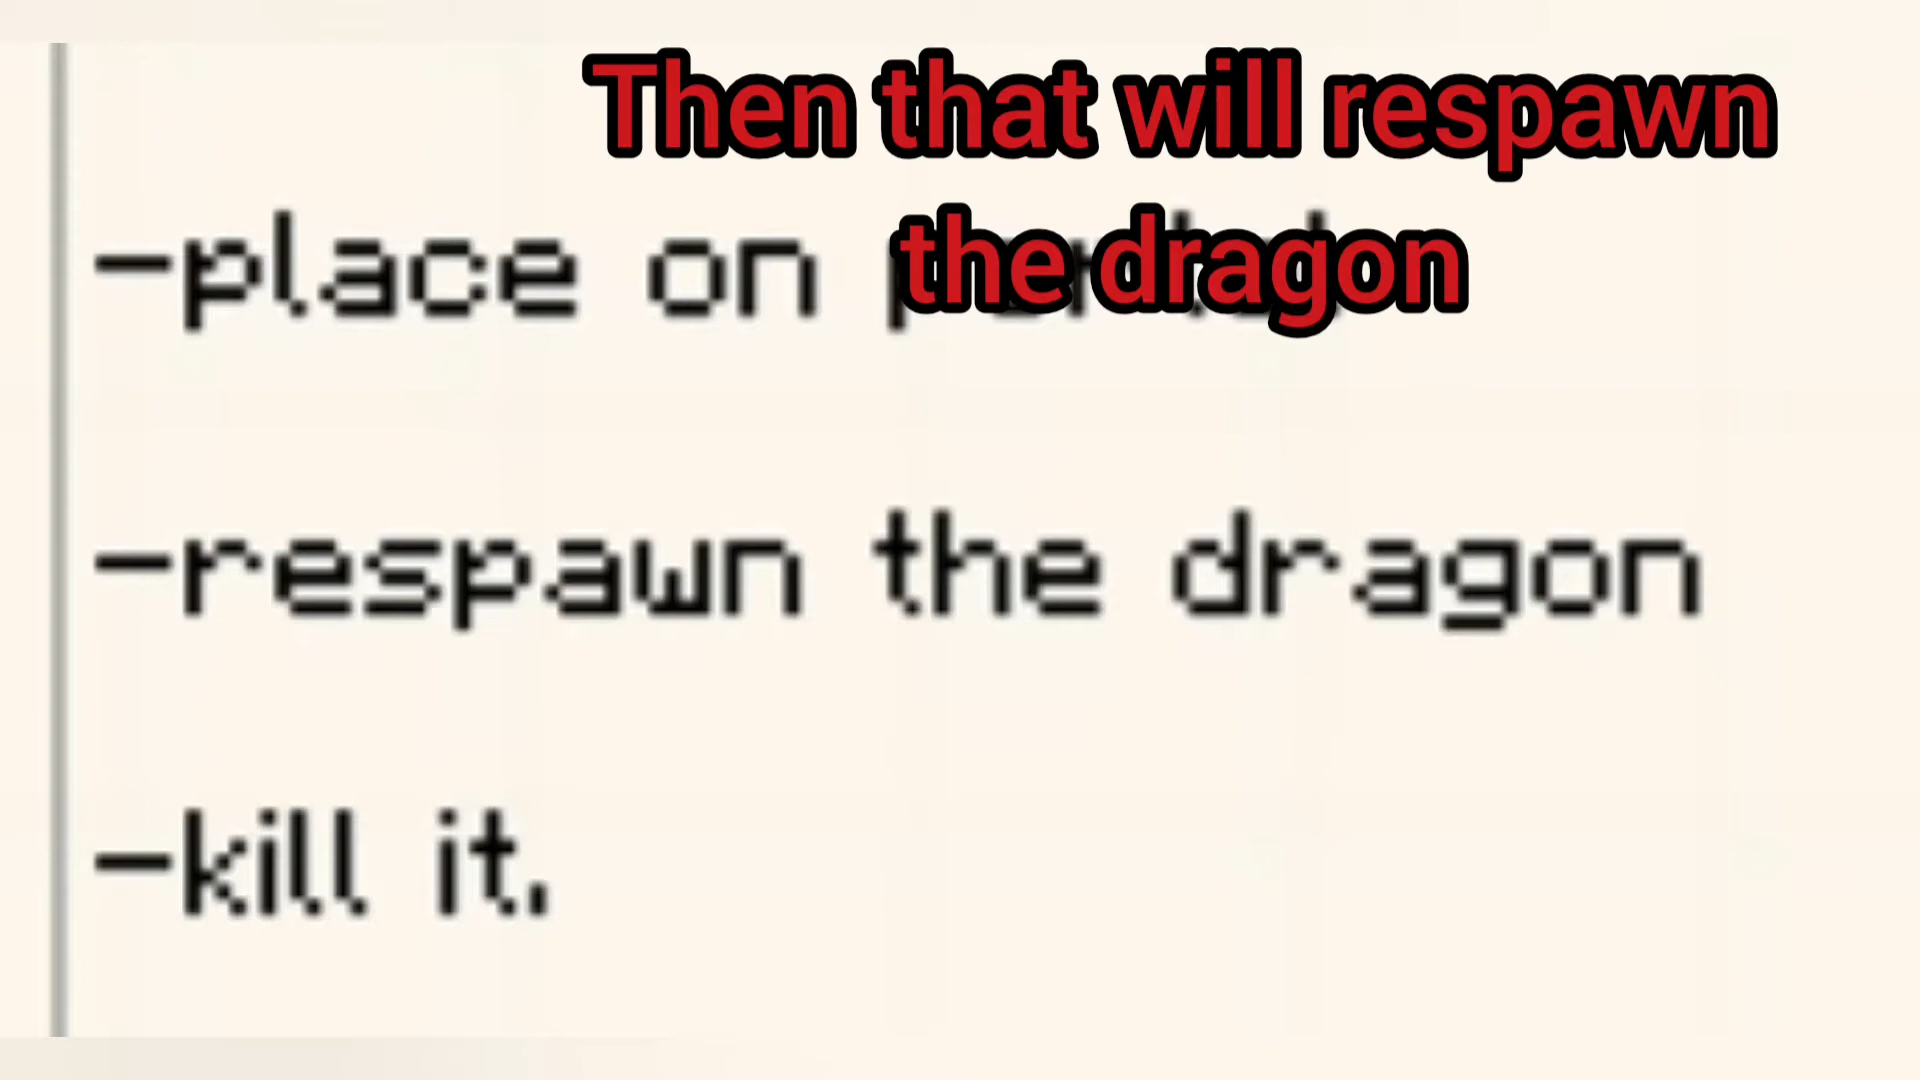 Then that will respawn
the dragon
-place on
-respawn the dragon
-kill it.